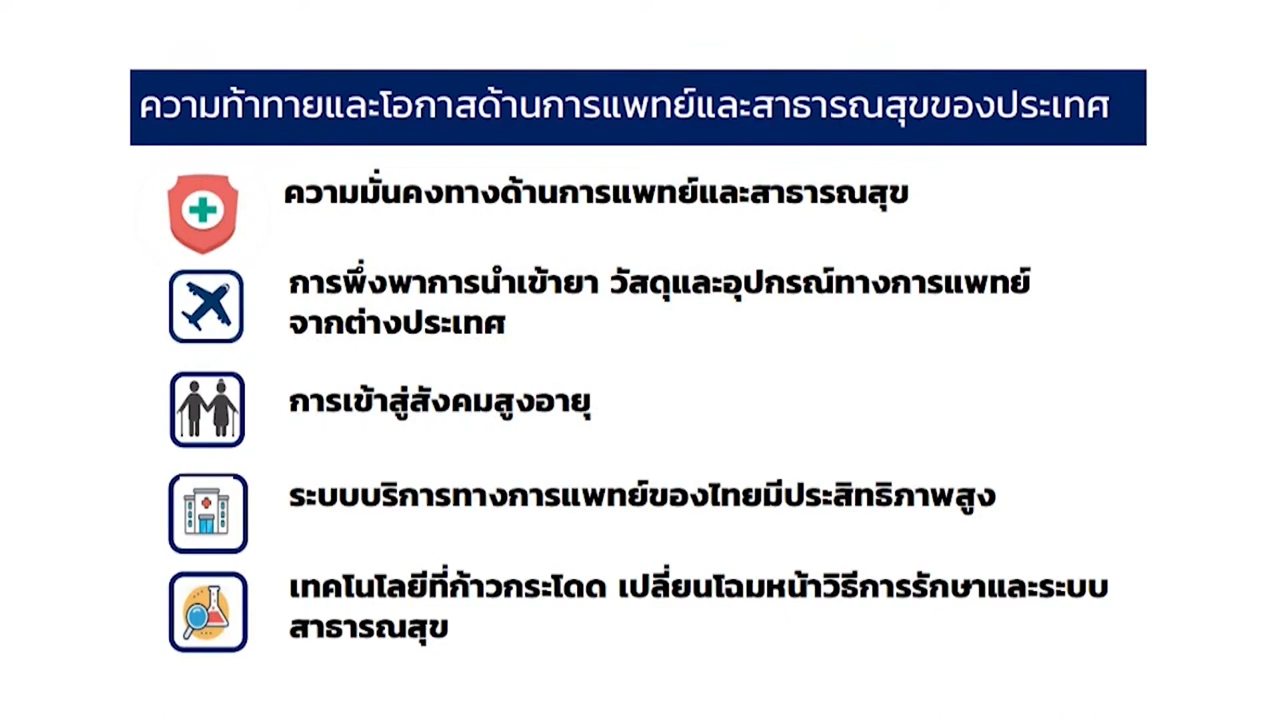 ความท้าทายและโอกาสด้านการแพทย์และสาธารณสุขของประเทศ
ความมั่นคงทางด้านการแพทย์และสาธารณสุข
การพึ่งพาการนำเข้ายา วัสดุและอุปกรณ์ทางการแพทย์
จากต่างประเทศ
การเข้าสู่สังคมสูงอายุ
ระบบบริการทางการแพทย์ของไทยมีประสิทธิภาพสูง
เทคโนโลยีที่ก้าวกระโดด เปลี่ยนโฉมหน้าวิธีการรักษาและระบบ
สาธารณสุข